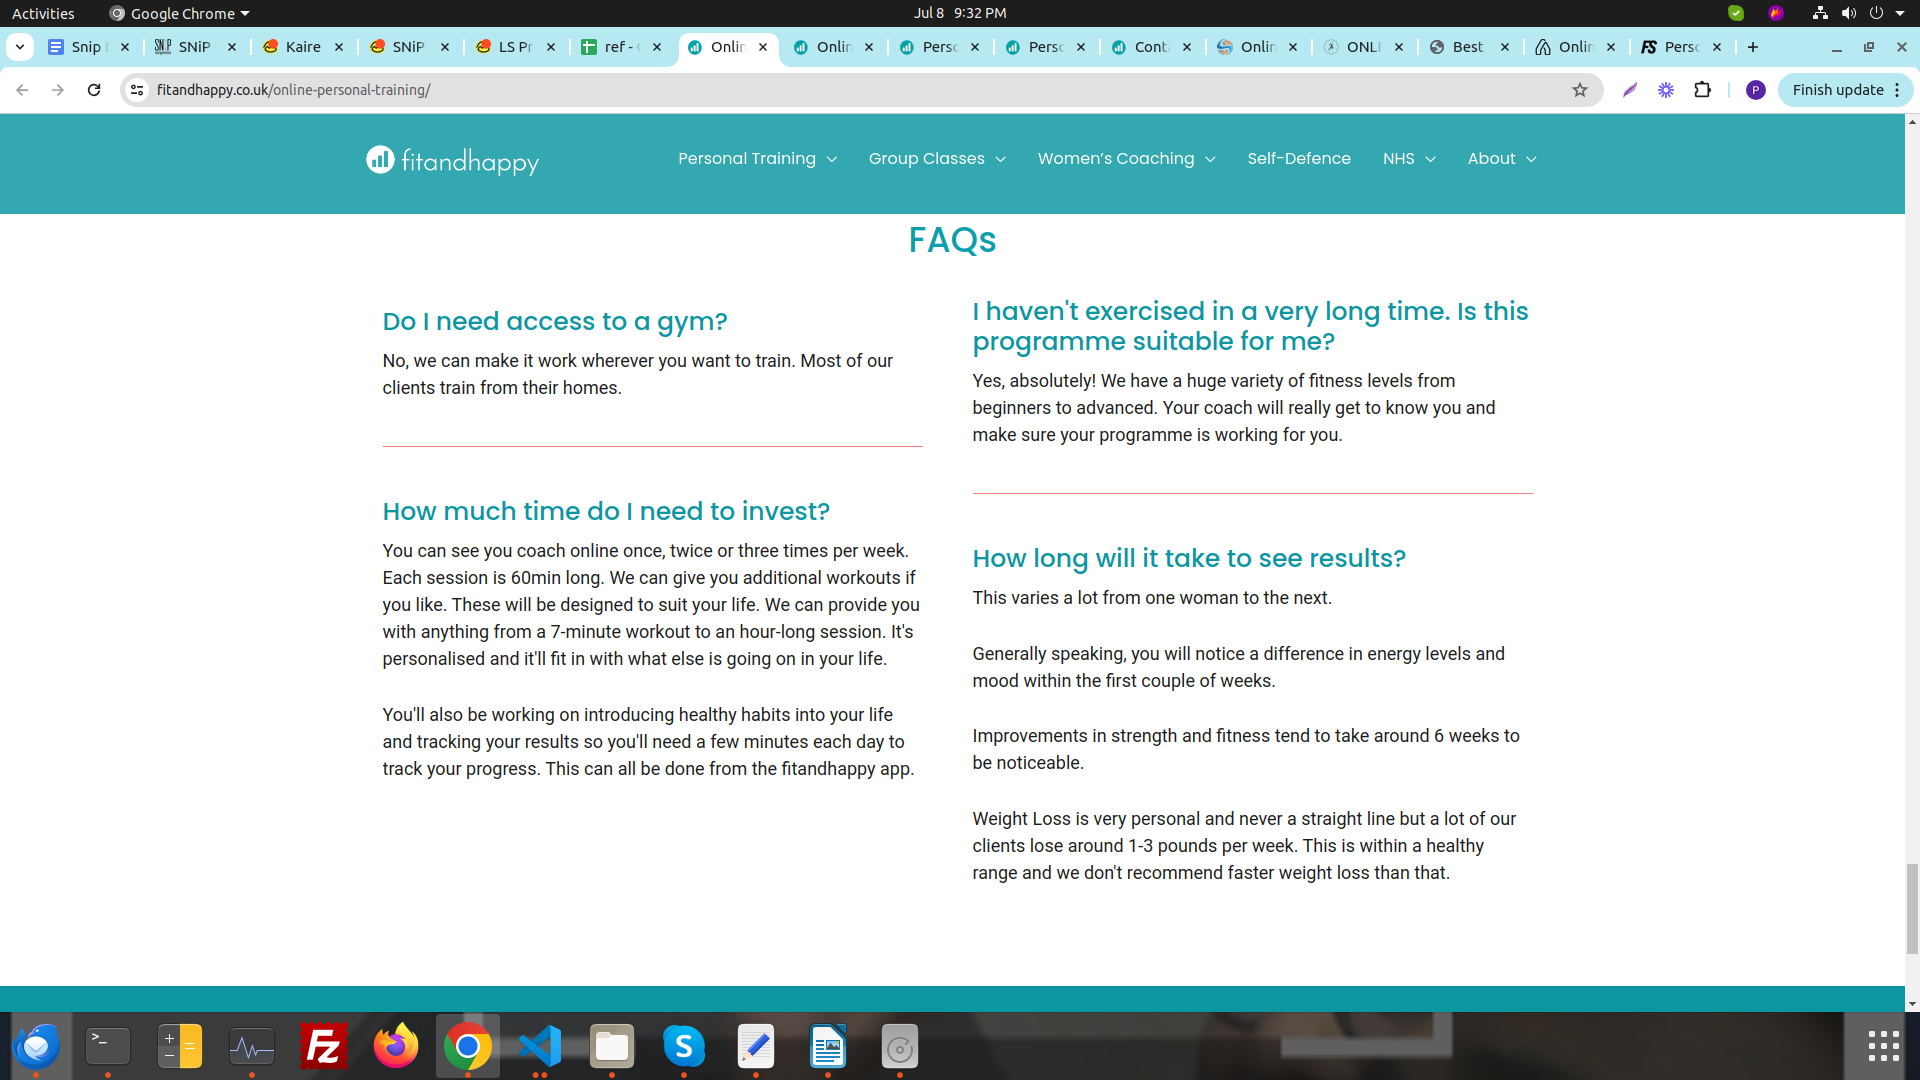 Activities
Google Chrome
Jul 8 9:32 PM
Snip
SNiP
Kaire
SNiP
LS Pr
ref -
Onlin
Onlin
Perso
Perso
Cont
Onlin
ONLI
Best
Onlin
FS Perso
fitandhappy.co.uk/online-personal-training/
P
Finish update
fitandhappy
Personal Training
Group Classes
Women’s Coaching
Self-Defence
NHS
About
FAQs
Do I need access to a gym?
No, we can make it work wherever you want to train. Most of our
clients train from their homes.
How much time do I need to invest?
You can see you coach online once, twice or three times per week.
Each session is 60min long. We can give you additional workouts if
you like. These will be designed to suit your life. We can provide you
with anything from a 7-minute workout to an hour-long session. It's
personalised and it'll fit in with what else is going on in your life.
You'll also be working on introducing healthy habits into your life
and tracking your results so you'll need a few minutes each day to
track your progress. This can all be done from the fitandhappy app.
I haven't exercised in a very long time. Is this
programme suitable for me?
Yes, absolutely! We have a huge variety of fitness levels from
beginners to advanced. Your coach will really get to know you and
make sure your programme is working for you.
How long will it take to see results?
This varies a lot from one woman to the next.
Generally speaking, you will notice a difference in energy levels and
mood within the first couple of weeks.
Improvements in strength and fitness tend to take around 6 weeks to
be noticeable.
Weight Loss is very personal and never a straight line but a lot of our
clients lose around 1-3 pounds per week. This is within a healthy
range and we don't recommend faster weight loss than that.